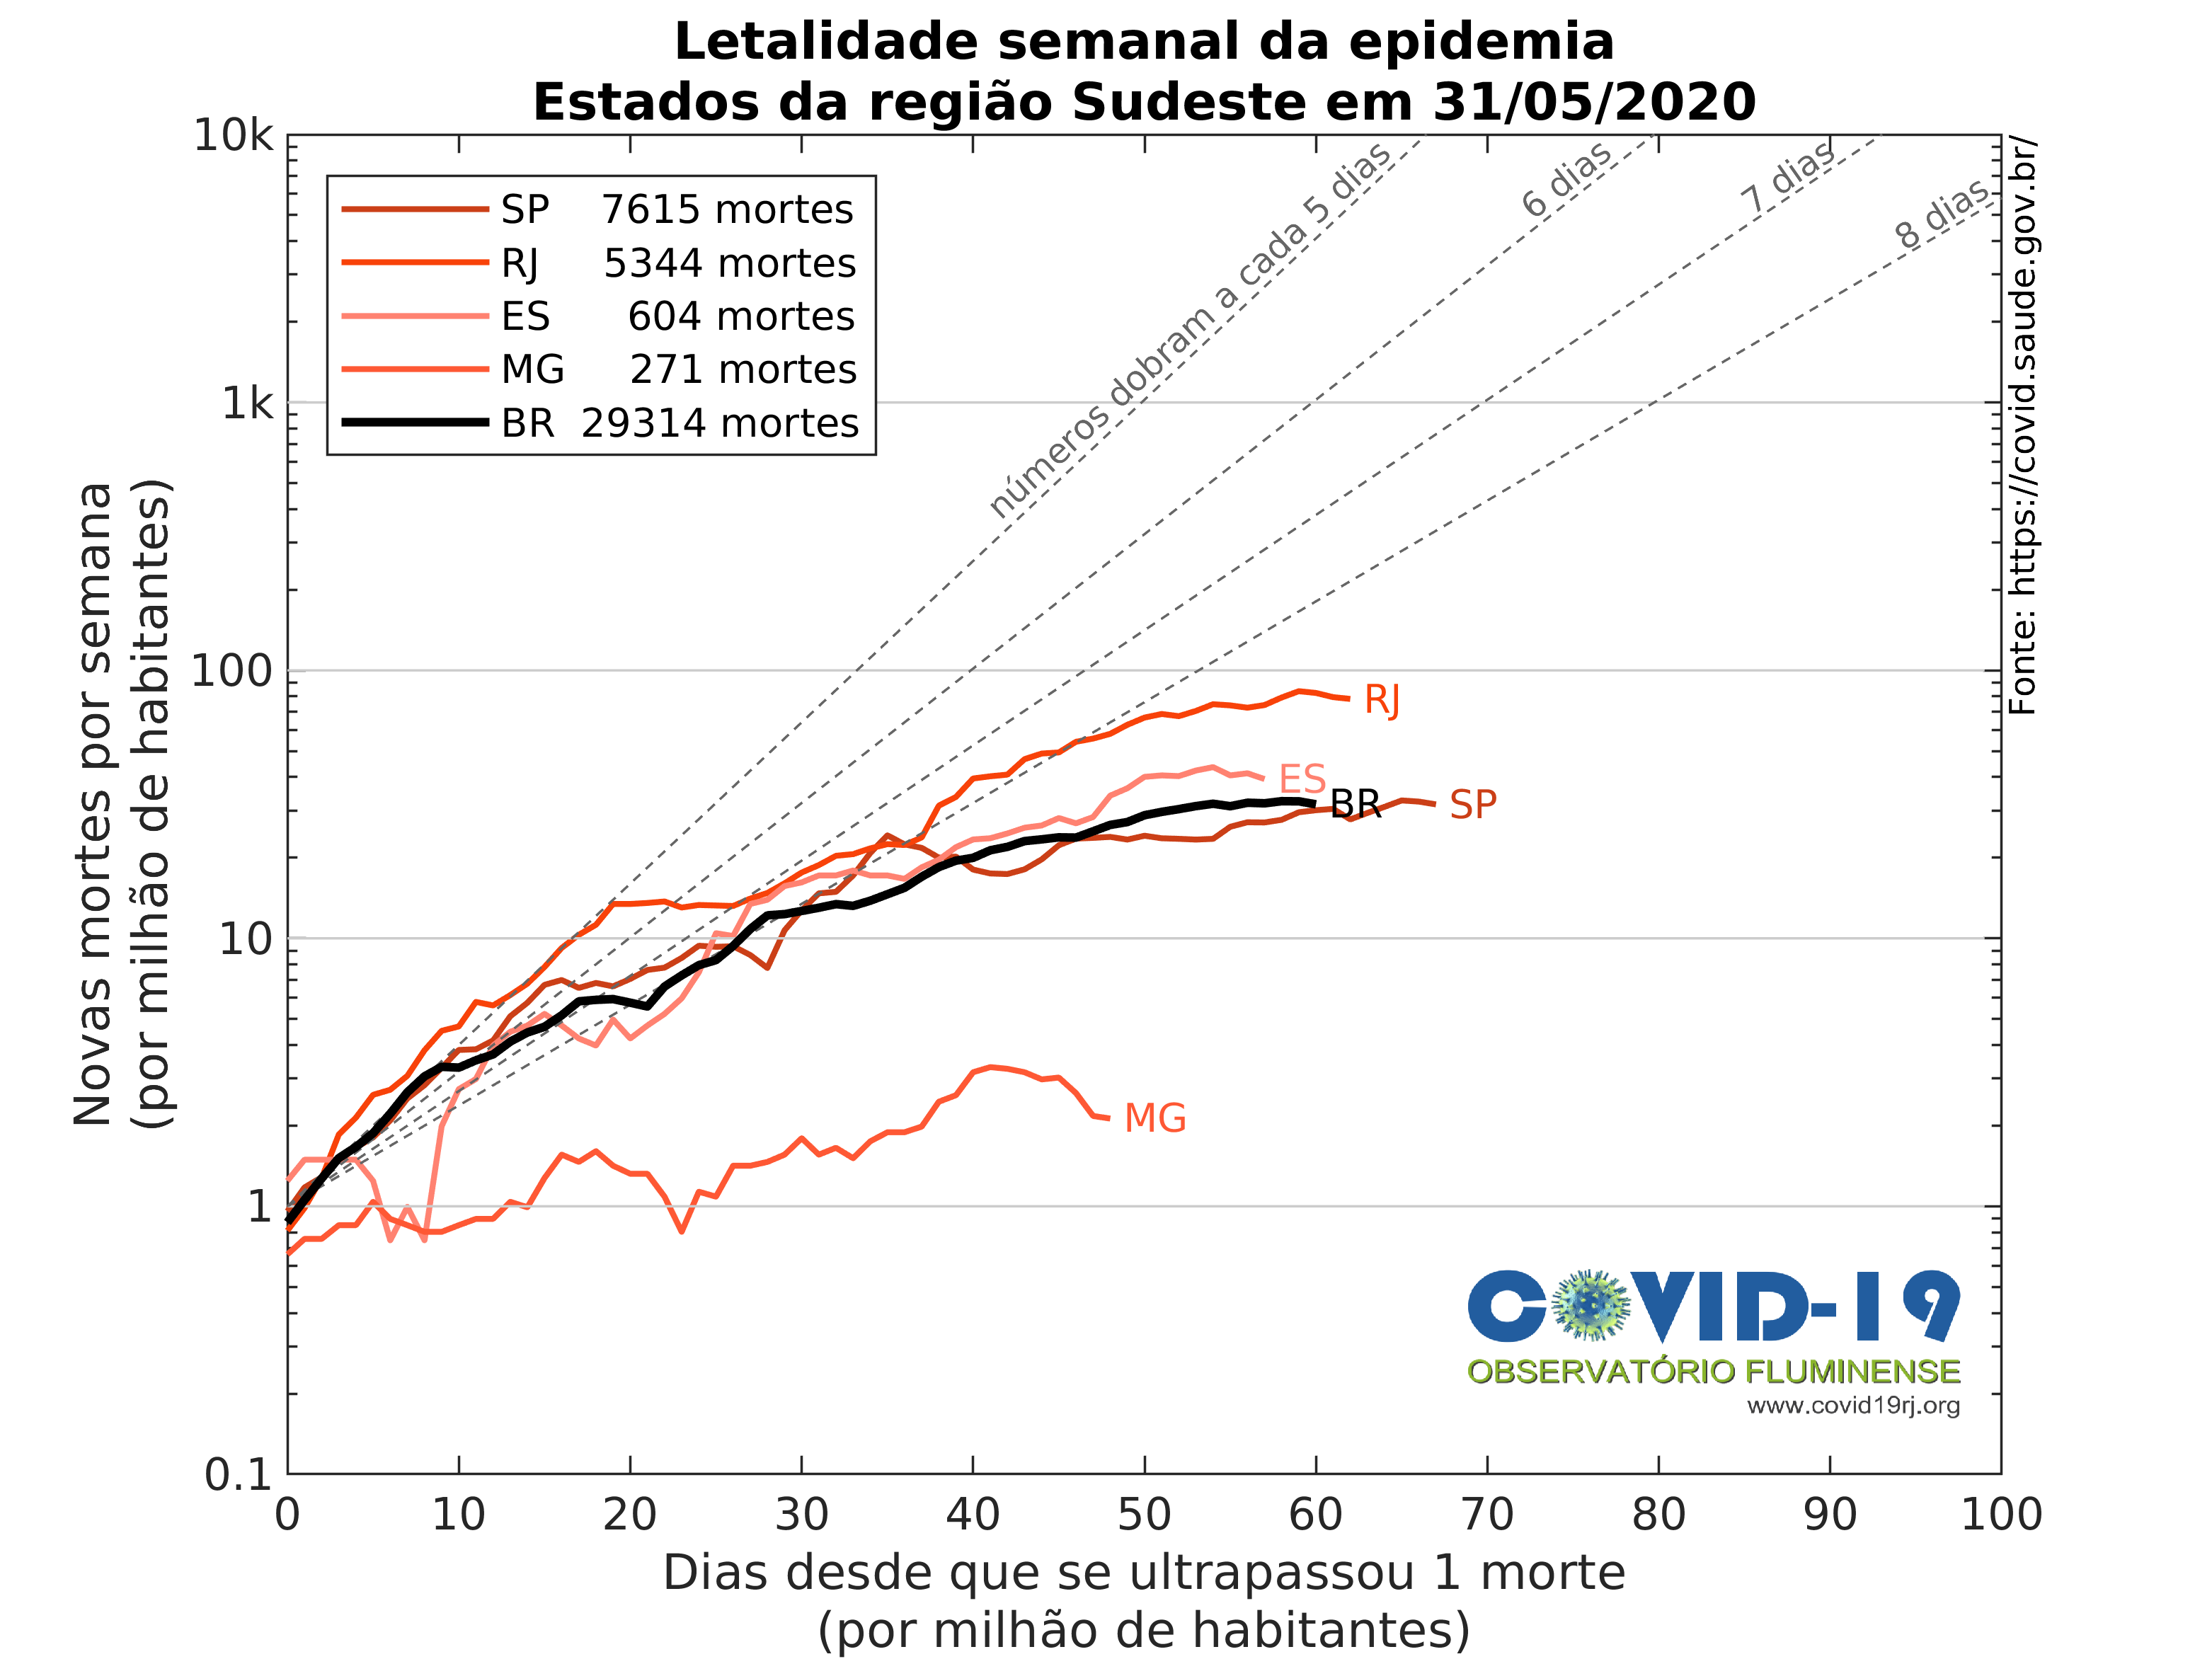 Letalidade semanal da epidemia
Estados da região Sudeste em 31/05/2020
SP 7615 mortes
RJ 5344 mortes
ES 604 mortes
MG 271 mortes
BR 29314 mortes
números dobram a cada 5 dias
6 dias
7 dias
8 dias
Fonte: https://covid.saude.gov.br/
Novas mortes por semana
(por milhão de habitantes)
10k
1k
100
10
1
0.1
RJ
ES
BR
SP
MG
COVID-19
OBSERVATÓRIO FLUMINENSE
www.covid19rj.org
0 10 20 30 40 50 60 70 80 90 100
Dias desde que se ultrapassou 1 morte
(por milhão de habitantes)